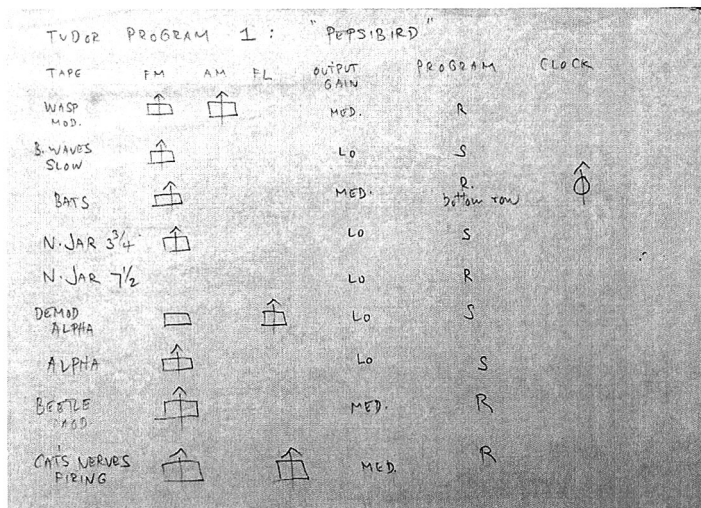 TUDOR PROGRAM 1: "PEPSIBIRD"
TAPE FM AM FL OUTPUT GAIN PROGRAM CLOCK
WASP MOD. MED. R
B. WAVES SLOW LO S
BATS MED. R. bottom row
N. JAR 3¾ LO S
N. JAR 7½ LO R
DEMOD ALPHA LO S
ALPHA LO S
BEETLE MOD MED. R
CATS NERVES FIRING MED. R